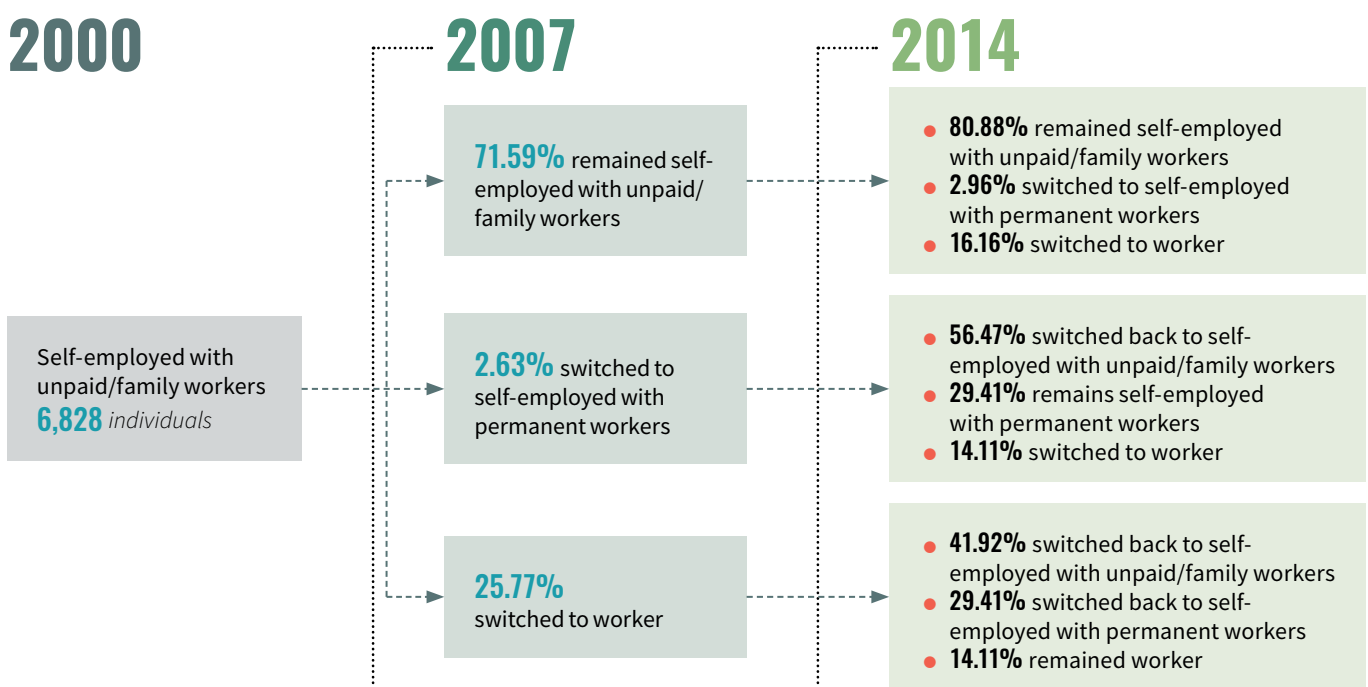 2000
2007
2014
Self-employed with
unpaid/family workers
6,828 individuals
71.59% remained self-
employed with unpaid/
family workers
2.63% switched to
self-employed with
permanent workers
25.77%
switched to worker
80.88% remained self-employed
with unpaid/family workers
2.96% switched to self-employed
with permanent workers
16.16% switched to worker
56.47% switched back to self-
employed with unpaid/family workers
29.41% remains self-employed
with permanent workers
14.11% switched to worker
41.92% switched back to self-
employed with unpaid/family workers
29.41% switched back to self-
employed with permanent workers
14.11% remained worker